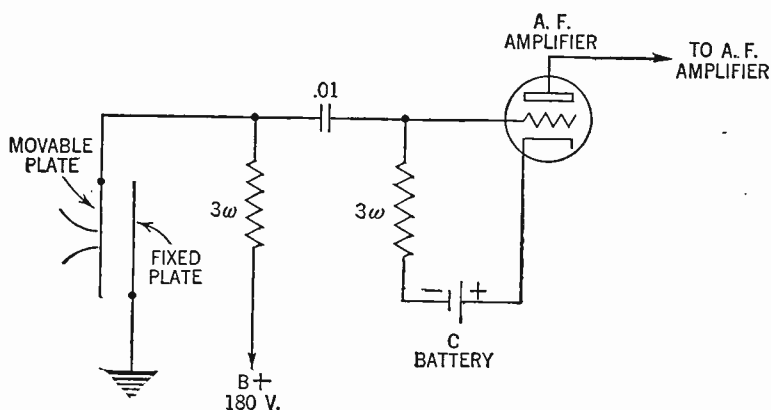 A. F.
AMPLIFIER
TO A. F.
AMPLIFIER
.01
MOVABLE
PLATE
3ω
3ω
FIXED
PLATE
C
BATTERY
B+
180 V.